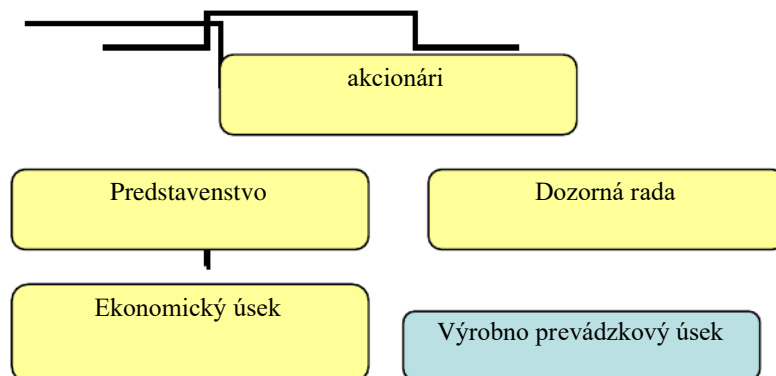 akcionári
Predstavenstvo
Dozorná rada
Ekonomický úsek
Výrobno prevádzkový úsek